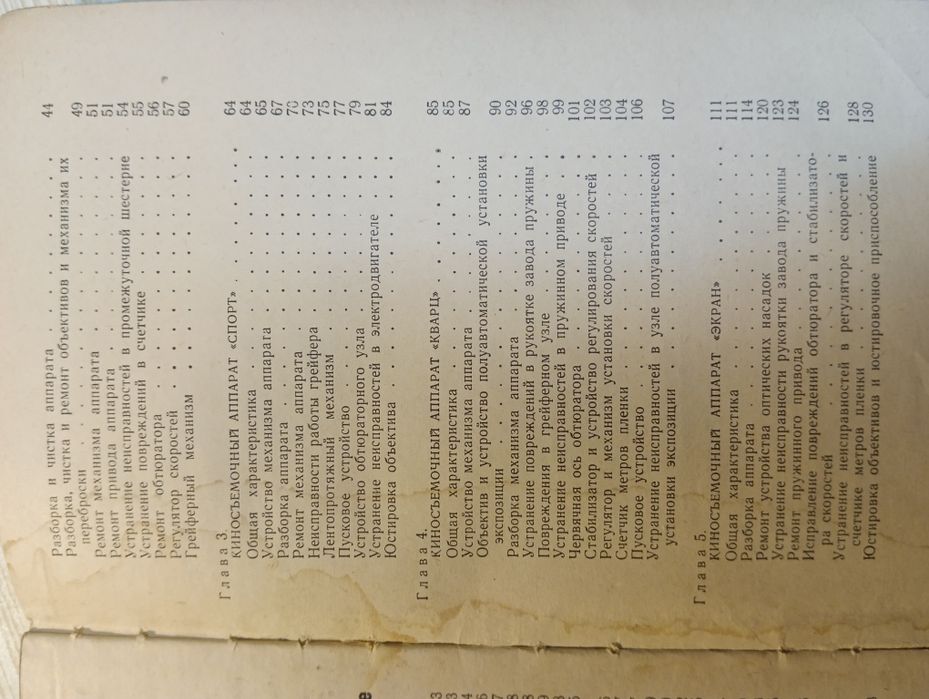 Разборка и чистка аппарата . . . . . . . . 44
Разборка, чистка и ремонт объективов и механизма их
переброски . . . . . . . . . 49
Ремонт механизма аппарата . . . . . . . 51
Ремонт привода аппарата . . . . . . . . 51
Устранение неисправностей в промежуточной шестерне 54
Устранение повреждений в счетчике . . . . . 55
Ремонт обтюратора . . . . . . . . . 56
Регулятор скоростей . . . . . . . . . 57
Грейферный механизм . . . . . . . . 60
Глава 3.
КИНОСЪЕМОЧНЫЙ АППАРАТ «СПОРТ» . . . . . 64
Общая характеристика . . . . . . . . 64
Устройство механизма аппарата . . . . . . 65
Разборка аппарата . . . . . . . . . 67
Ремонт механизма аппарата . . . . . . . 70
Неисправности работы грейфера . . . . . . 73
Лентопротяжный механизм . . . . . . . 75
Пусковое устройство . . . . . . . . . 77
Устройство обтюраторного узла . . . . . . 79
Устранение неисправностей в электродвигателе . . . 81
Юстировка объектива . . . . . . . . . 84
Глава 4.
КИНОСЪЕМОЧНЫЙ АППАРАТ «КВАРЦ» . . . . . 85
Общая характеристика . . . . . . . . 85
Устройство механизма аппарата . . . . . . 87
Объектив и устройство полуавтоматической установки
экспозиции . . . . . . . . . 90
Разборка механизма аппарата . . . . . . . 92
Устранение повреждений в рукоятке завода пружины . 96
Повреждения в грейферном узле . . . . . . 98
Устранение неисправностей в пружинном приводе . . 99
Червячная ось обтюратора . . . . . . . 101
Стабилизатор и устройство регулирования скоростей . 102
Регулятор и механизм установки скоростей . . . . 103
Счетчик метров пленки . . . . . . . . 104
Пусковое устройство . . . . . . . . . 106
Устранение неисправностей в узле полуавтоматической
установки экспозиции . . . . . . . 107
Глава 5.
КИНОСЪЕМОЧНЫЙ АППАРАТ «ЭКРАН» . . . . . 111
Общая характеристика . . . . . . . . 111
Разборка аппарата . . . . . . . . . 114
Ремонт устройства оптических насадок . . . . . 120
Устранение неисправности рукоятки завода пружины 123
Ремонт пружинного привода . . . . . . . 124
Исправление повреждений обтюратора и стабилизато-
ра скоростей . . . . . . . . . 126
Устранение неисправностей в регуляторе скоростей и
счетчике метров пленки . . . . . . . 128
Юстировка объективов и юстировочное приспособление 130